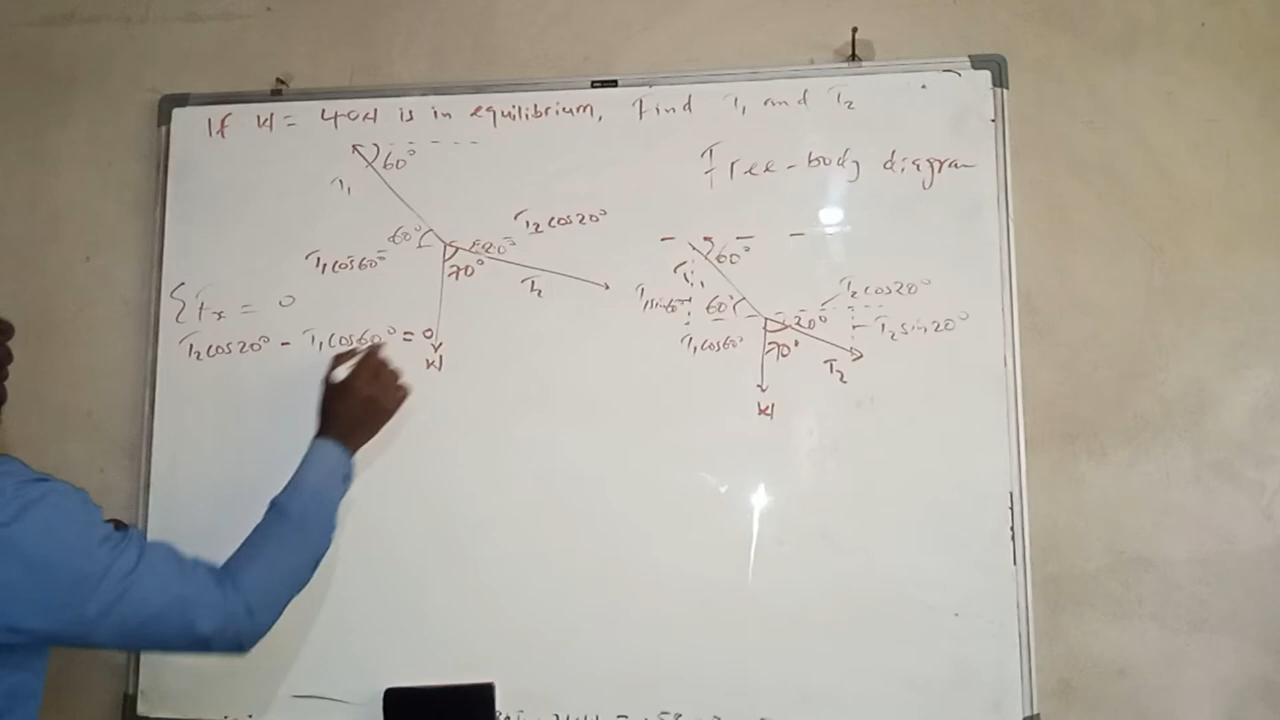 If W = 40N is in equilibrium, Find T₁ and T₂
Free-body diagram
60°
T₁
60°
T₁cos60°
20°
T₂cos20°
70°
T₂
W
ΣFₓ = 0
T₂cos20° - T₁cos60° = 0
60°
T₁
T₁sin60°
60°
T₁cos60°
20°
T₂cos20°
T₂sin20°
70°
T₂
W